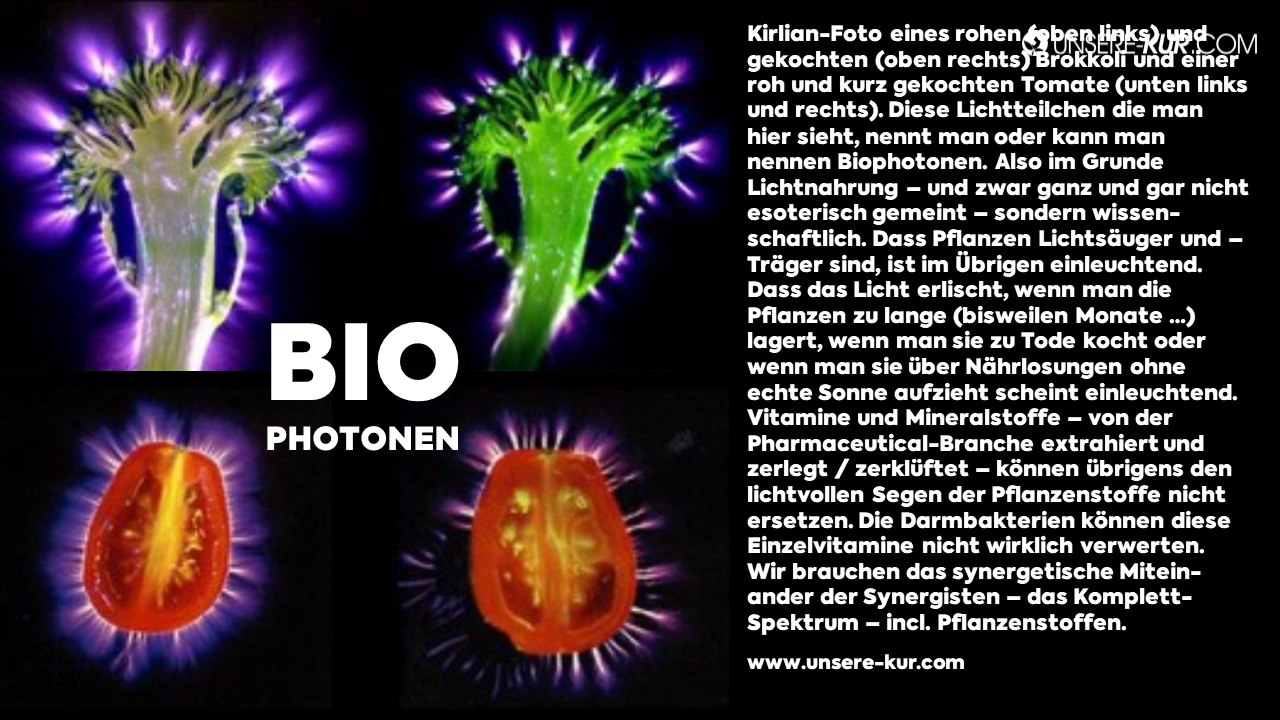 Kirlian-Foto eines rohen (oben links) und
UNSERE-KUR.COM
gekochten (oben rechts) Brokkoli und einer
roh und kurz gekochten Tomate (unten links
und rechts). Diese Lichtteilchen die man
hier sieht, nennt man oder kann man
nennen Biophotonen. Also im Grunde
Lichtnahrung – und zwar ganz und gar nicht
esoterisch gemeint – sondern wissen-
schaftlich. Dass Pflanzen Lichtsäuger und –
Träger sind, ist im Übrigen einleuchtend.
Dass das Licht erlischt, wenn man die
Pflanzen zu lange (bisweilen Monate ...)
lagert, wenn man sie zu Tode kocht oder
wenn man sie über Nährlosungen ohne
echte Sonne aufzieht scheint einleuchtend.
Vitamine und Mineralstoffe – von der
Pharmaceutical-Branche extrahiert und
zerlegt / zerklüftet – können übrigens den
lichtvollen Segen der Pflanzenstoffe nicht
ersetzen. Die Darmbakterien können diese
Einzelvitamine nicht wirklich verwerten.
Wir brauchen das synergetische Mitein-
ander der Synergisten – das Komplett-
Spektrum – incl. Pflanzenstoffen.
www.unsere-kur.com
BIO
PHOTONEN